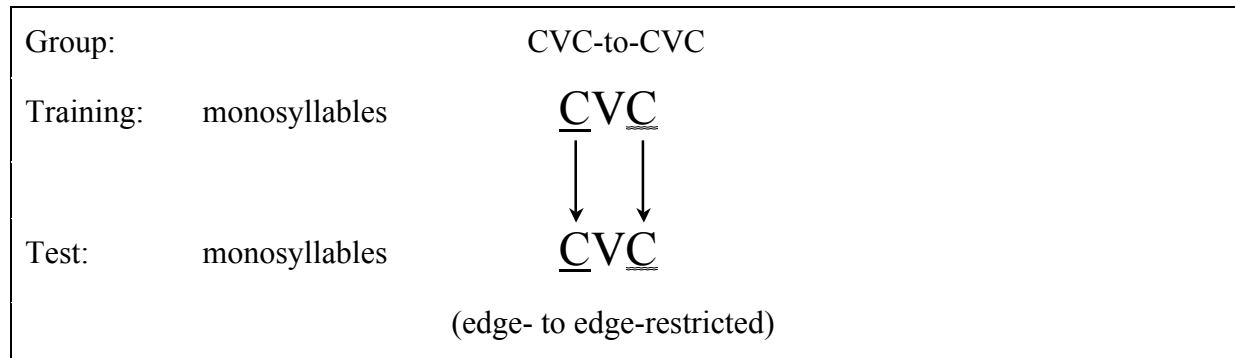 Group: CVC-to-CVC
Training: monosyllables CVC
Test: monosyllables CVC
(edge- to edge-restricted)